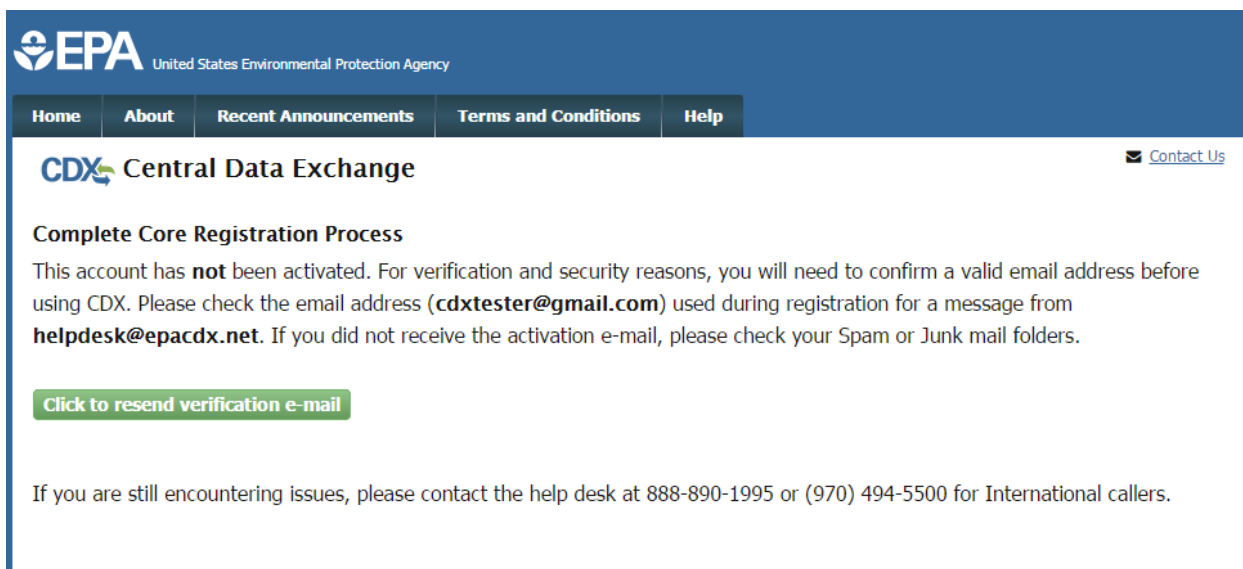 EPA United States Environmental Protection Agency
Home About Recent Announcements Terms and Conditions Help
CDX Central Data Exchange
Contact Us
Complete Core Registration Process
This account has not been activated. For verification and security reasons, you will need to confirm a valid email address before
using CDX. Please check the email address (cdxtester@gmail.com) used during registration for a message from
helpdesk@epacdx.net. If you did not receive the activation e-mail, please check your Spam or Junk mail folders.
Click to resend verification e-mail
If you are still encountering issues, please contact the help desk at 888-890-1995 or (970) 494-5500 for International callers.